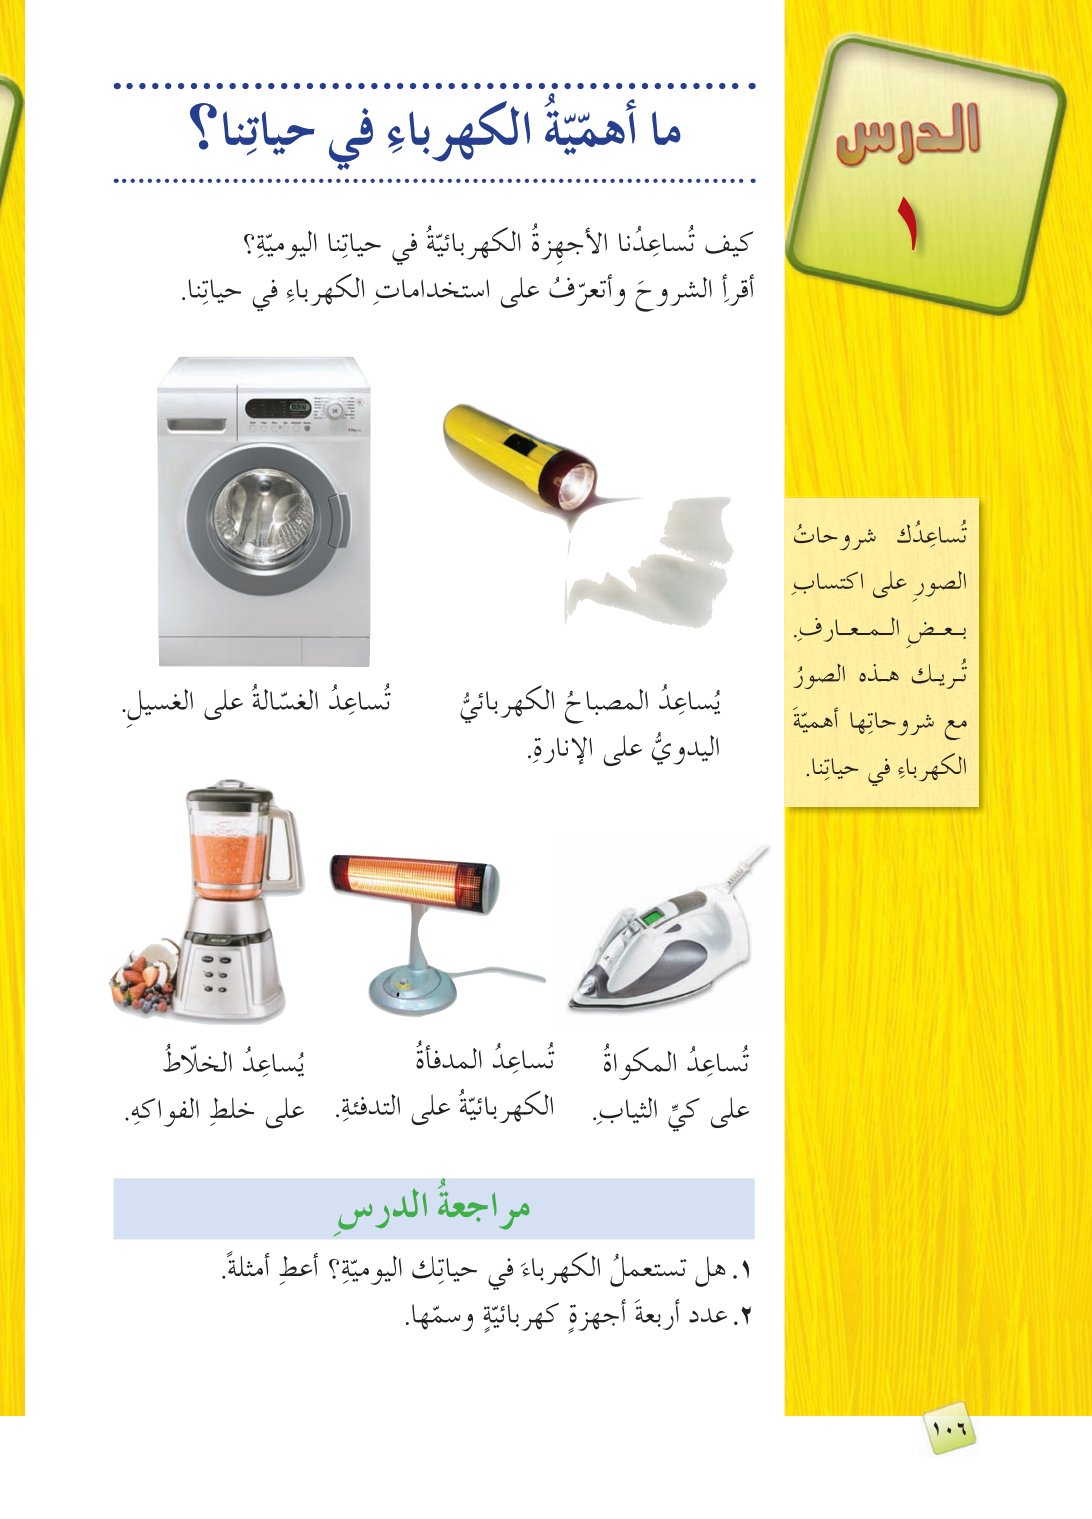 الدرس
١
ما أهمّيّةُ الكهرباءِ في حياتِنا؟
كيف تُساعِدُنا الأجهِزةُ الكهربائيّةُ في حياتِنا اليوميّةِ؟
أقرأُ الشروحَ وأتعرّفُ على استخداماتِ الكهرباءِ في حياتِنا.
تُساعِدُك شروحاتُ
الصورِ على اكتسابِ
بعضِ المعارفِ.
تُريك هذه الصورُ
مع شروحاتِها أهميّةَ
الكهرباءِ في حياتِنا.
يُساعِدُ المصباحُ الكهربائيُّ
اليدويُّ على الإنارةِ.
تُساعِدُ الغسّالةُ على الغسيلِ.
تُساعِدُ المكواةُ
على كيِّ الثيابِ.
تُساعِدُ المدفأةُ
الكهربائيّةُ على التدفئةِ.
يُساعِدُ الخلّاطُ
على خلطِ الفواكهِ.
مراجعةُ الدرسِ
١. هل تستعملُ الكهرباءَ في حياتِك اليوميّةِ؟ أعطِ أمثلةً.
٢. عدد أربعةَ أجهزةٍ كهربائيّةٍ وسمّها.
١٠٦